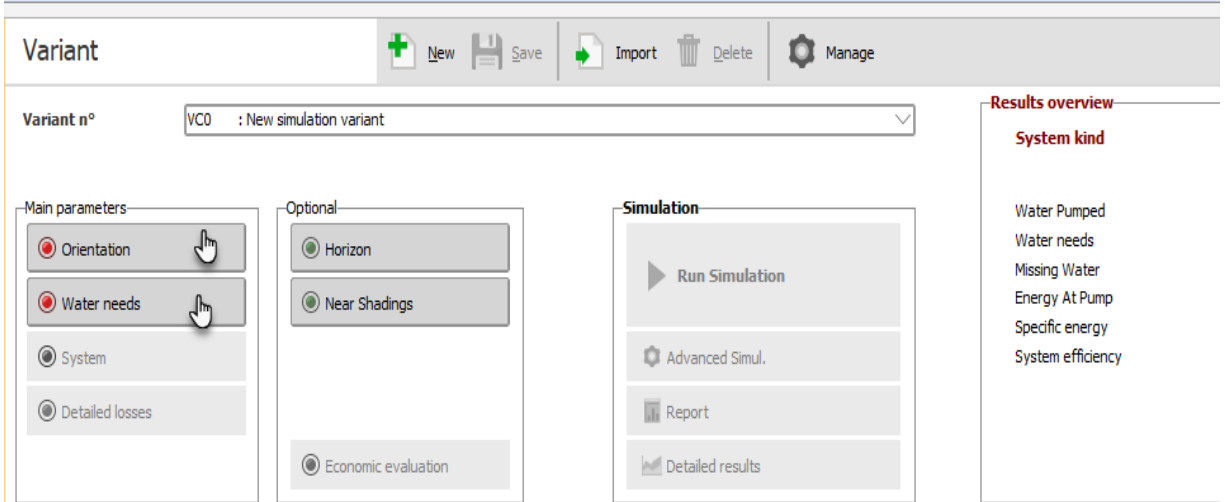 Variant
New
Save
Import
Delete
Manage
Variant n°
VC0 : New simulation variant
Main parameters
Orientation
Water needs
System
Detailed losses
Optional
Horizon
Near Shadings
Economic evaluation
Simulation
Run Simulation
Advanced Simul.
Report
Detailed results
Results overview
System kind
Water Pumped
Water needs
Missing Water
Energy At Pump
Specific energy
System efficiency